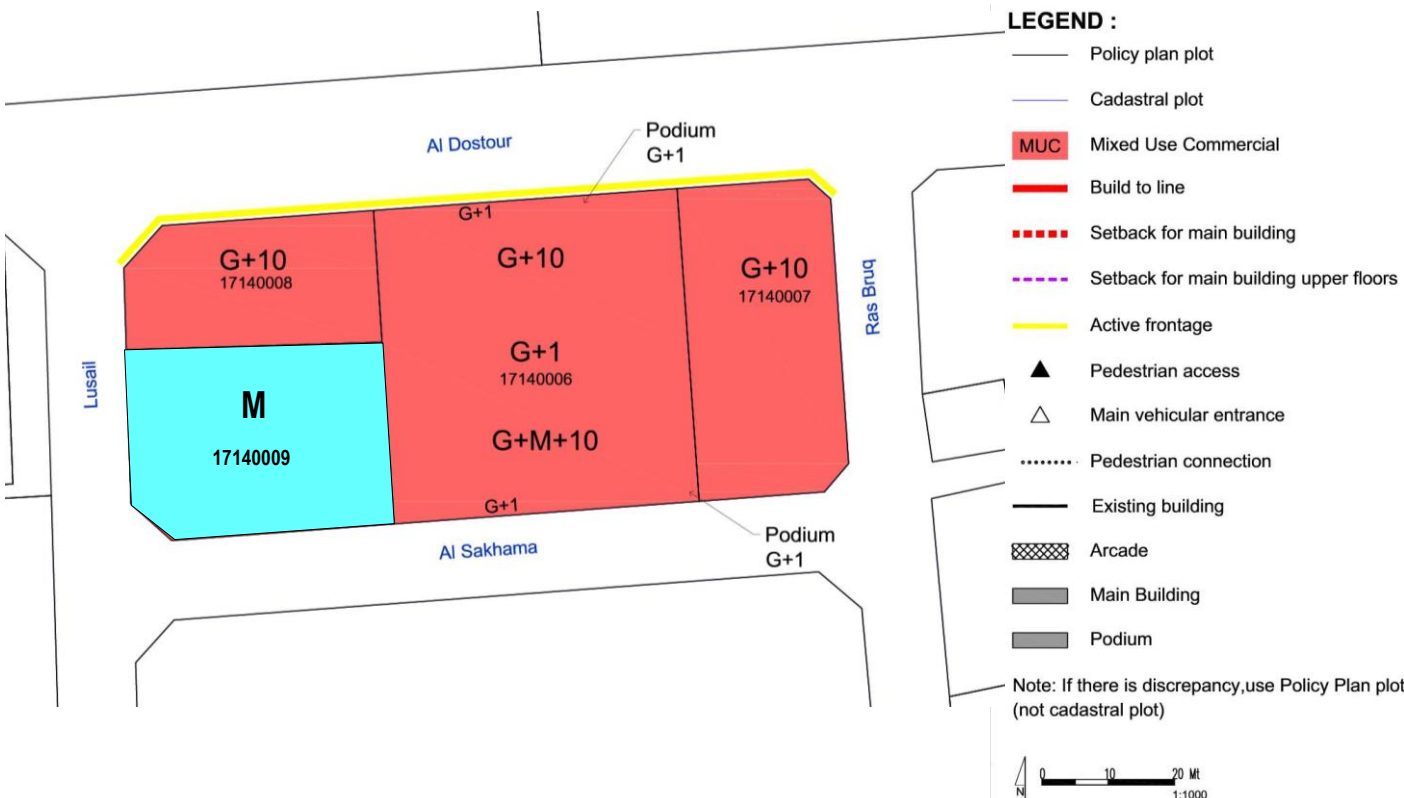 Al Dostour
Podium
G+1
G+1
G+10
17140008
G+10
G+10
17140007
Ras Bruq
Lusail
G+1
17140006
M
17140009
G+M+10
G+1
Al Sakhama
Podium
G+1
LEGEND :
Policy plan plot
Cadastral plot
MUC Mixed Use Commercial
Build to line
Setback for main building
Setback for main building upper floors
Active frontage
Pedestrian access
Main vehicular entrance
Pedestrian connection
Existing building
Arcade
Main Building
Podium
Note: If there is discrepancy,use Policy Plan plot
(not cadastral plot)
N
0 10 20 Mt
1:1000